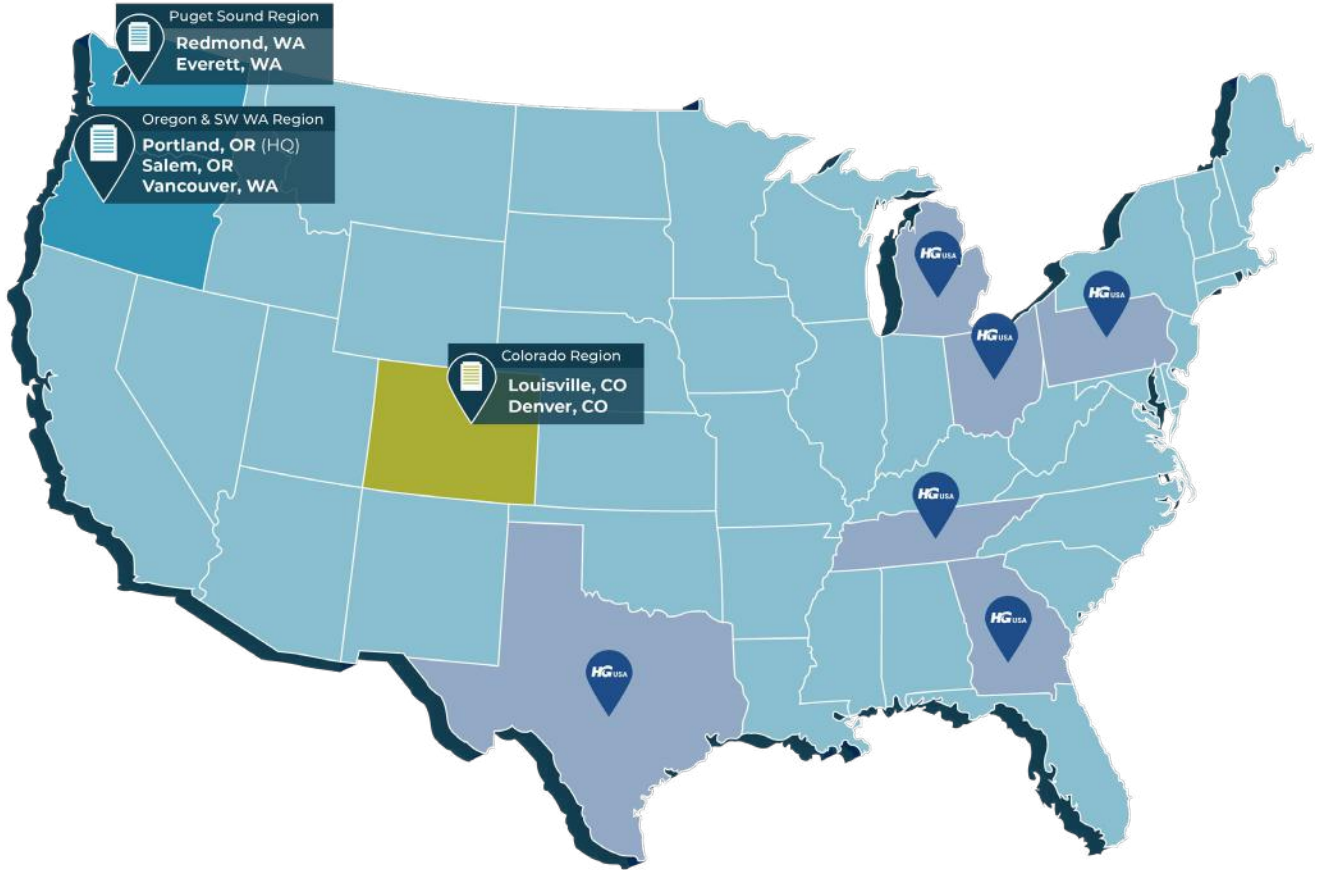 Puget Sound Region
Redmond, WA
Everett, WA
Oregon & SW WA Region
Portland, OR (HQ)
Salem, OR
Vancouver, WA
HG USA
HG USA
HG USA
Colorado Region
Louisville, CO
Denver, CO
HG USA
HG USA
HG USA